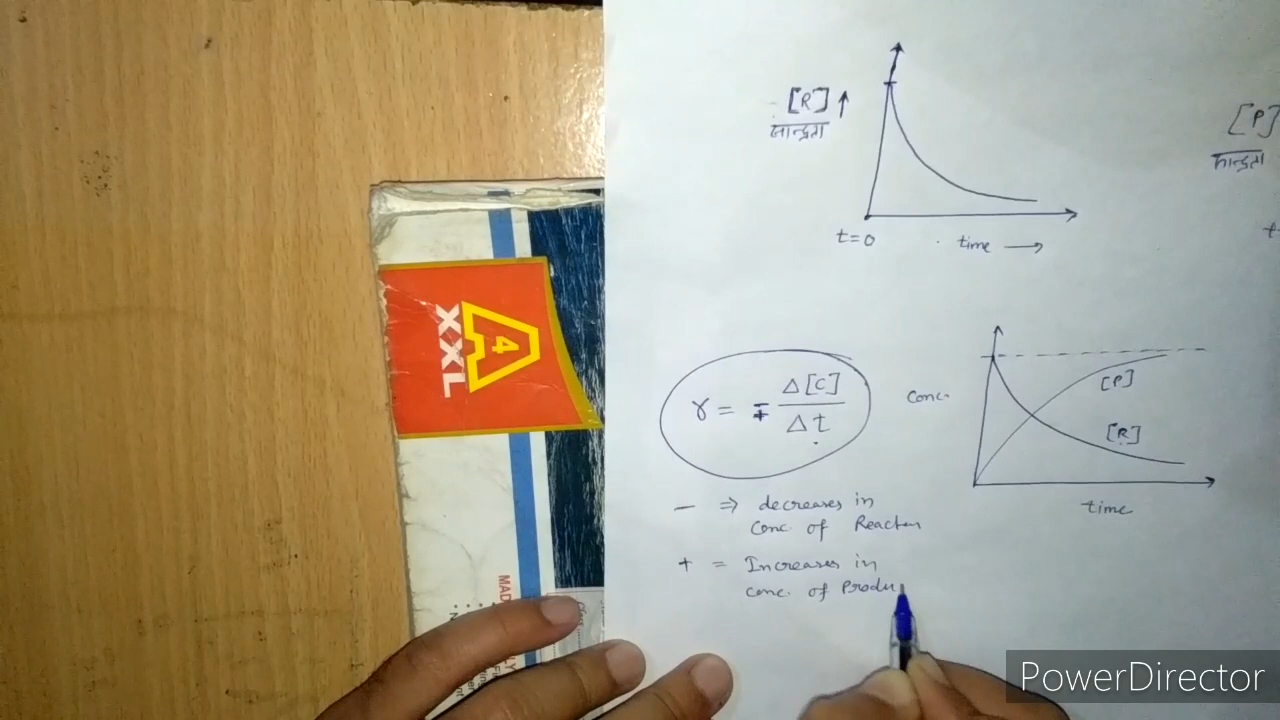 [R] ↑
सान्द्रता
t=0
time →
[P]
सान्द्रता
t
r = ∓ Δ[C] / Δt
Conc.
[P]
[R]
time
− ⇒ decreases in
Conc. of Reactan
+ = Increases in
conc. of Produ
A4
XXL
MAD
PowerDirector